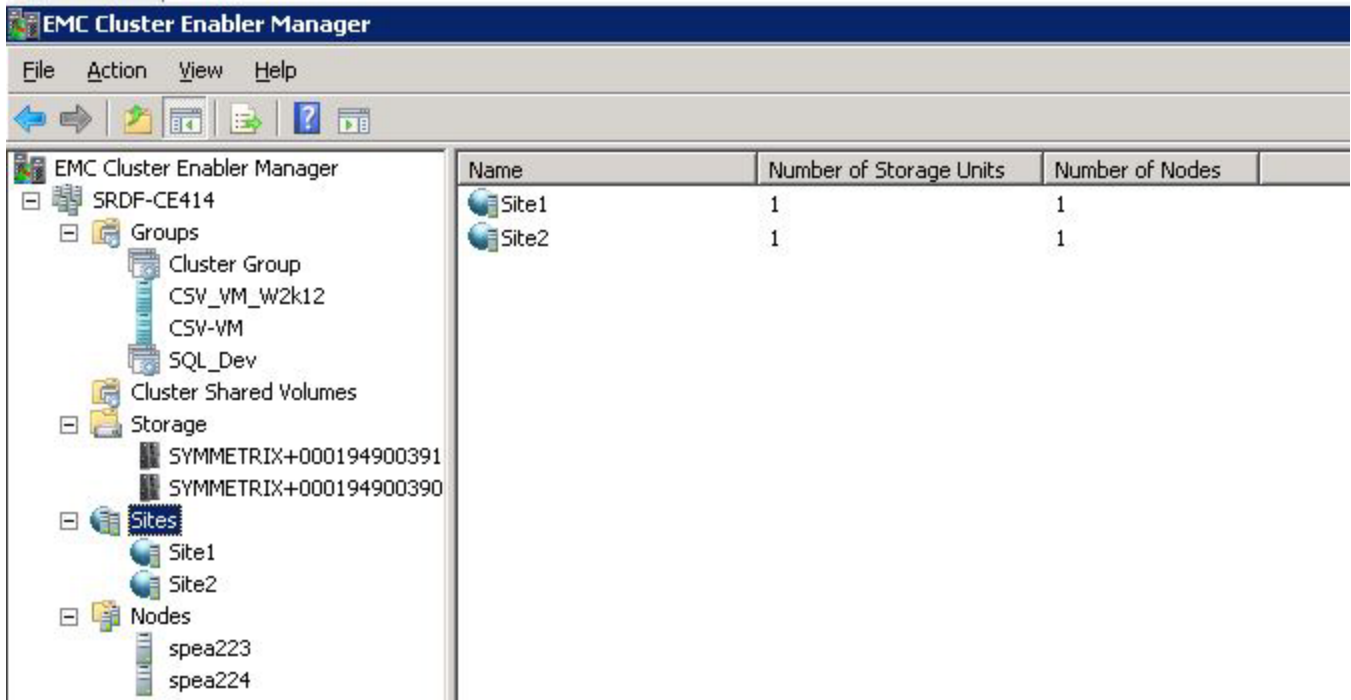 EMC Cluster Enabler Manager
File Action View Help
EMC Cluster Enabler Manager
SRDF-CE414
Groups
Cluster Group
CSV_VM_W2k12
CSV-VM
SQL_Dev
Cluster Shared Volumes
Storage
SYMMETRIX+000194900391
SYMMETRIX+000194900390
Sites
Site1
Site2
Nodes
spea223
spea224
Name Number of Storage Units Number of Nodes
Site1 1 1
Site2 1 1